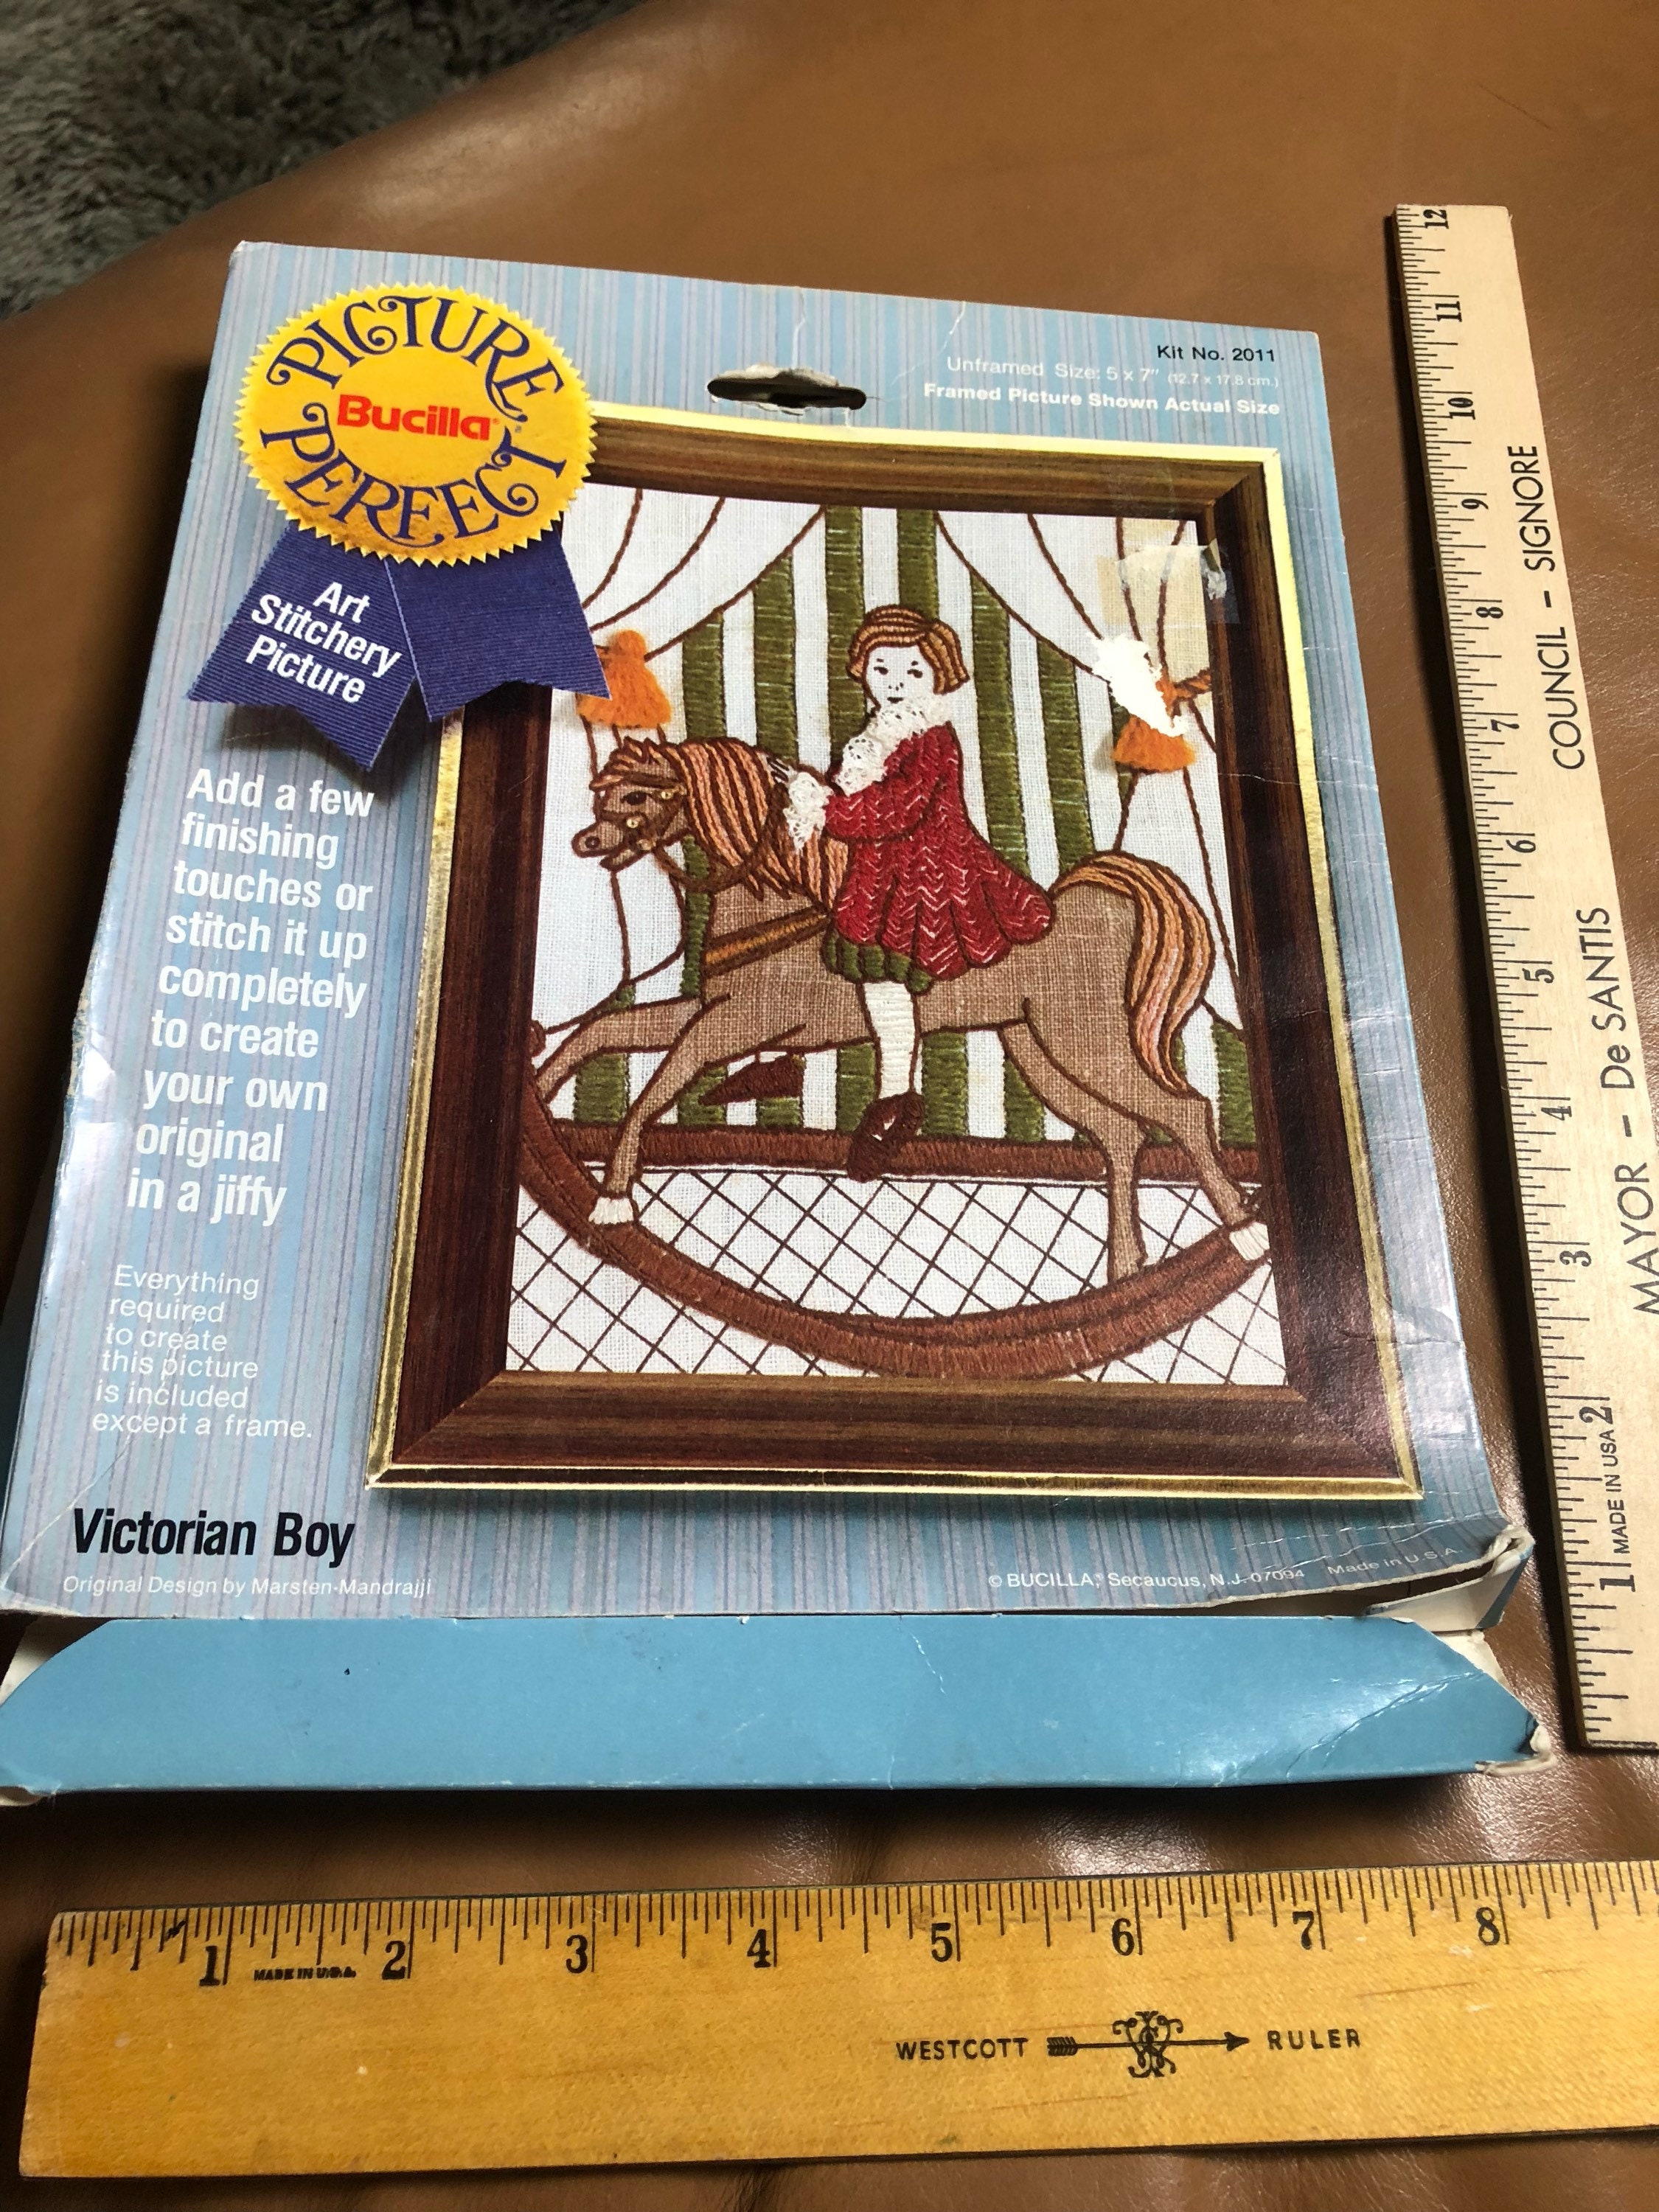 PICTURE
Bucilla®
PERFECT
Art
Stitchery
Picture
Kit No. 2011
Unframed Size: 5 x 7" (12.7 x 17.8 cm.)
Framed Picture Shown Actual Size
Add a few
finishing
touches or
stitch it up
completely
to create
your own
original
in a jiffy
Everything
required
to create
this picture
is included
except a frame.
Victorian Boy
Original Design by Marsten-Mandrajji
© BUCILLA,® Secaucus, N.J. 07094 Made in U.S.A.
12
11
10
9
8
7
6
5
4
3
2
1
MADE IN USA
MAYOR - De SANTIS
COUNCIL - SIGNORE
1 2 3 4 5 6 7 8
MADE IN U.S.A.
WESTCOTT RULER